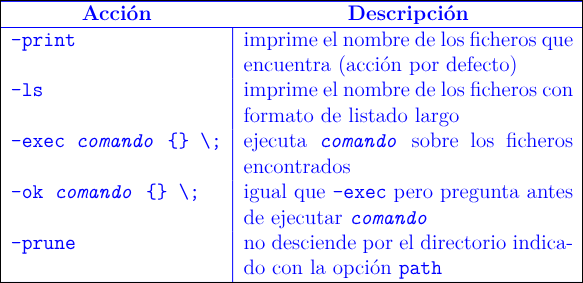 Acción Descripción
-print imprime el nombre de los ficheros que
encuentra (acción por defecto)
-ls imprime el nombre de los ficheros con
formato de listado largo
-exec comando {} \; ejecuta comando sobre los ficheros
encontrados
-ok comando {} \; igual que -exec pero pregunta antes
de ejecutar comando
-prune no desciende por el directorio indica-
do con la opción path